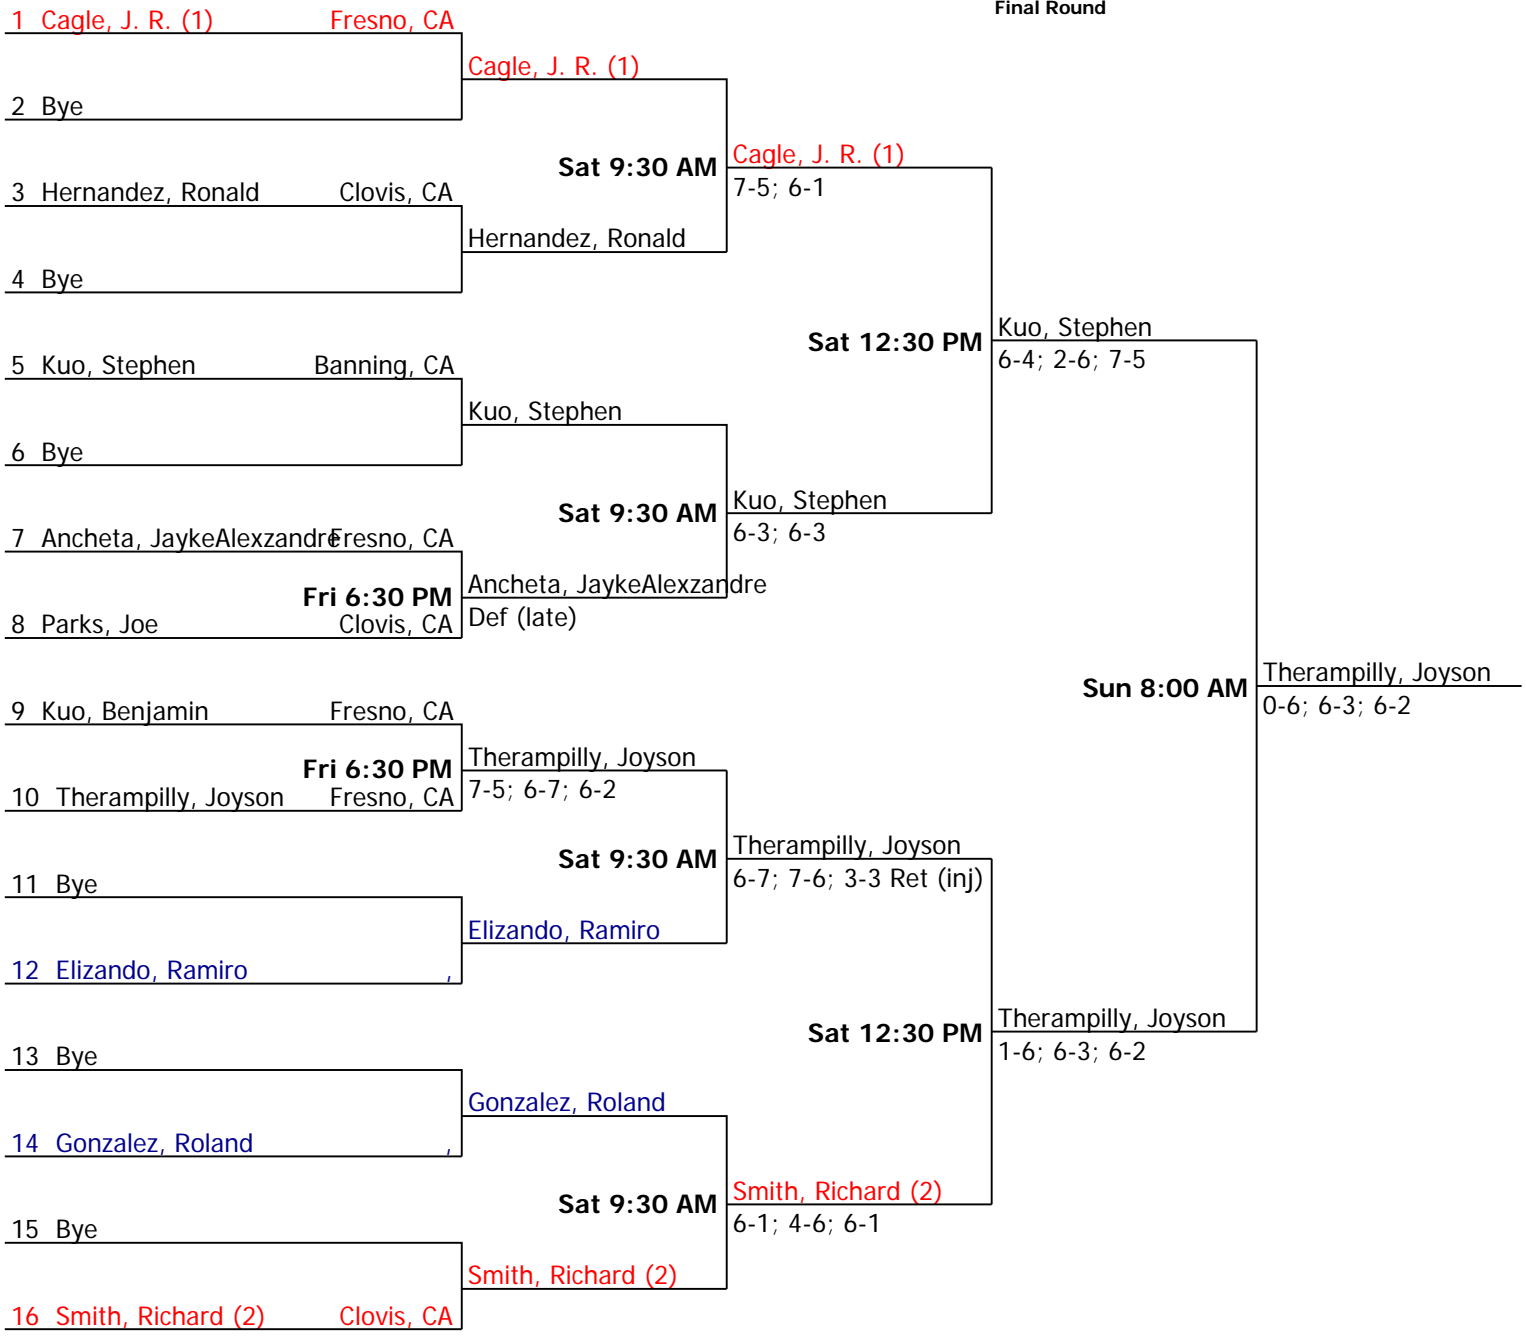 Final Round
1 Cagle, J. R. (1) Fresno, CA
Cagle, J. R. (1)
2 Bye
Sat 9:30 AM
Cagle, J. R. (1)
7-5; 6-1
3 Hernandez, Ronald Clovis, CA
Hernandez, Ronald
4 Bye
Sat 12:30 PM
Kuo, Stephen
6-4; 2-6; 7-5
5 Kuo, Stephen Banning, CA
Kuo, Stephen
6 Bye
Sat 9:30 AM
Kuo, Stephen
6-3; 6-3
7 Ancheta, JaykeAlexzandre Fresno, CA
Fri 6:30 PM
Ancheta, JaykeAlexzandre
Def (late)
8 Parks, Joe Clovis, CA
Sun 8:00 AM
Therampilly, Joyson
0-6; 6-3; 6-2
9 Kuo, Benjamin Fresno, CA
Fri 6:30 PM
Therampilly, Joyson
7-5; 6-7; 6-2
10 Therampilly, Joyson Fresno, CA
Sat 9:30 AM
Therampilly, Joyson
6-7; 7-6; 3-3 Ret (inj)
11 Bye
Elizando, Ramiro
12 Elizando, Ramiro ,
Sat 12:30 PM
Therampilly, Joyson
1-6; 6-3; 6-2
13 Bye
Gonzalez, Roland
14 Gonzalez, Roland ,
Sat 9:30 AM
Smith, Richard (2)
6-1; 4-6; 6-1
15 Bye
Smith, Richard (2)
16 Smith, Richard (2) Clovis, CA